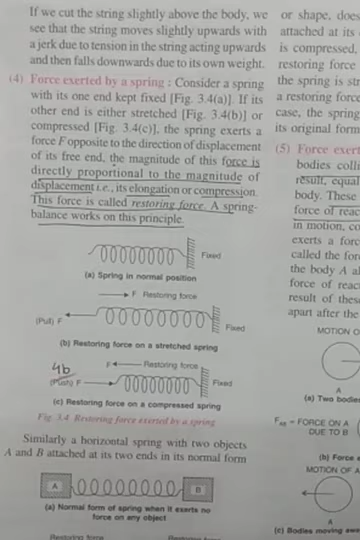 If we cut the string slightly above the body, we
see that the string moves slightly upwards with
a jerk due to tension in the string acting upwards
and then falls downwards due to its own weight.
(4) Force exerted by a spring : Consider a spring
with its one end kept fixed [Fig. 3.4(a)]. If its
other end is either stretched [Fig. 3.4(b)] or
compressed [Fig. 3.4(c)], the spring exerts a
force F opposite to the direction of displacement
of its free end, the magnitude of this force is
directly proportional to the magnitude of
displacement i.e., its elongation or compression.
This force is called restoring force. A spring-
balance works on this principle.
Fixed
(a) Spring in normal position
F Restoring force
(Pull) F
Fixed
(b) Restoring force on a stretched spring
4b
F Restoring force
(Push) F
Fixed
(c) Restoring force on a compressed spring
Fig. 3.4 Restoring force exerted by a spring
Similarly a horizontal spring with two objects
A and B attached at its two ends in its normal form
A
B
(a) Normal form of spring when it exerts no
force on any object
Restoring force
Restoring force
or shape, does
attached at its
is compressed,
restoring force
the spring is str
a restoring force
case, the spring
its original form
(5) Force exert
bodies colli
result, equal
body. These
force of reac
in motion, co
exerts a forc
called the for
the body A al
force of reac
result of thes
apart after the
MOTION O
A
(a) Two bodie
F = FORCE ON A
DUE TO B
(b) Force e
MOTION OF A
A
(c) Bodies moving awa